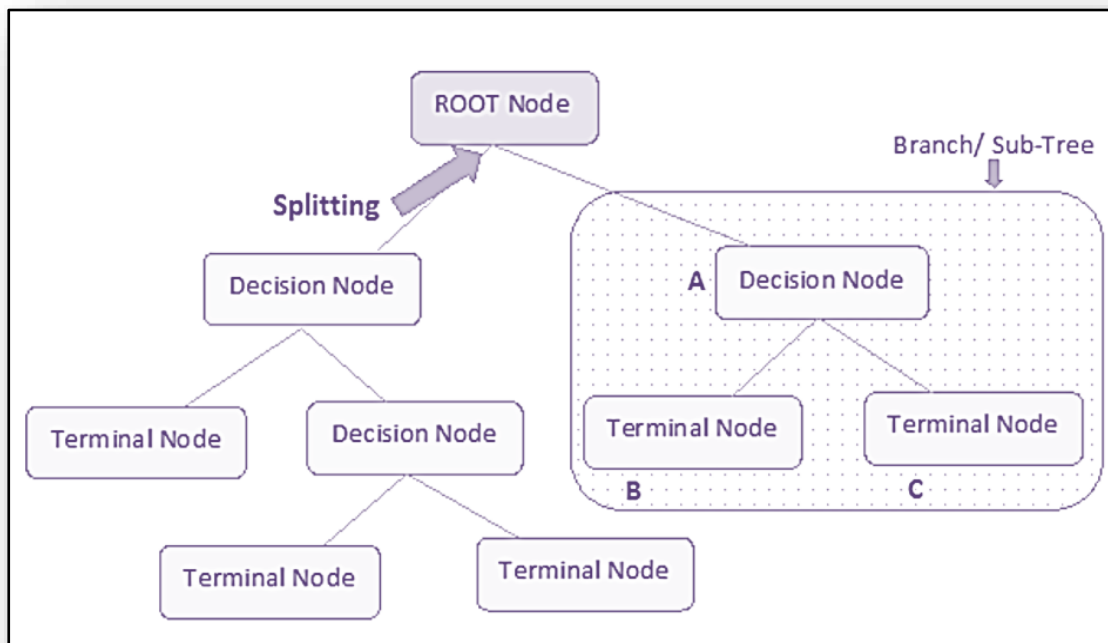 ROOT Node
Branch/ Sub-Tree
Splitting
Decision Node
A
Decision Node
Terminal Node
Decision Node
Terminal Node
Terminal Node
B
C
Terminal Node
Terminal Node